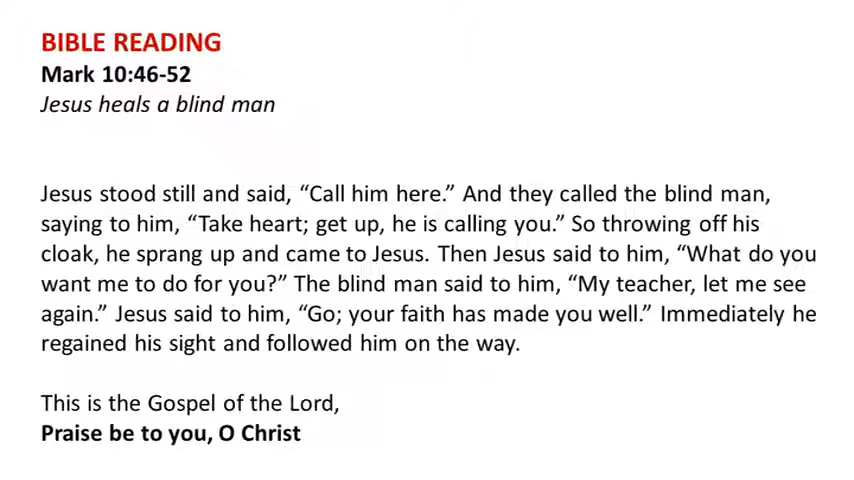 BIBLE READING
Mark 10:46-52
Jesus heals a blind man
Jesus stood still and said, “Call him here.” And they called the blind man,
saying to him, “Take heart; get up, he is calling you.” So throwing off his
cloak, he sprang up and came to Jesus. Then Jesus said to him, “What do you
want me to do for you?” The blind man said to him, “My teacher, let me see
again.” Jesus said to him, “Go; your faith has made you well.” Immediately he
regained his sight and followed him on the way.
This is the Gospel of the Lord,
Praise be to you, O Christ